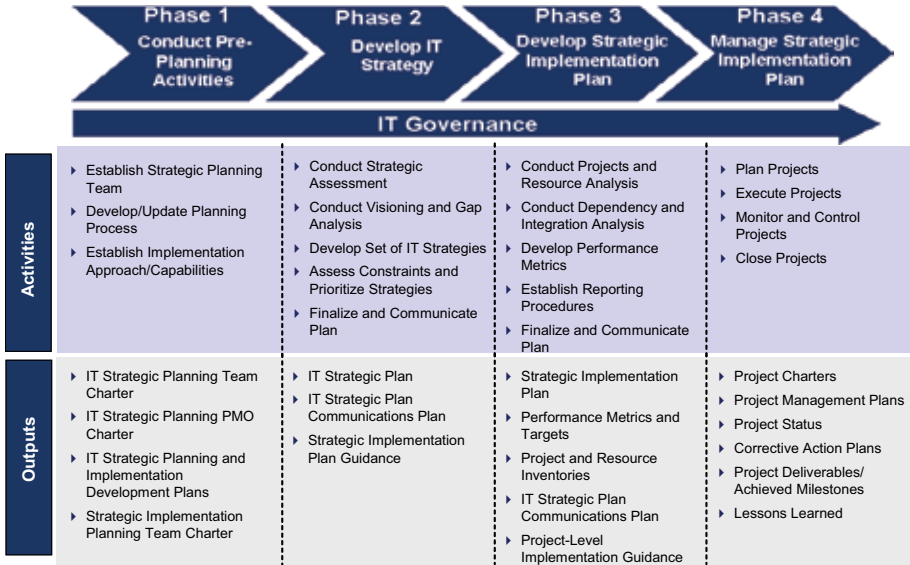 Phase 1
Conduct Pre-
Planning
Activities
Phase 2
Develop IT
Strategy
Phase 3
Develop Strategic
Implementation
Plan
Phase 4
Manage Strategic
Implementation
Plan
IT Governance
Activities
Establish Strategic Planning
Team
Develop/Update Planning
Process
Establish Implementation
Approach/Capabilities
Conduct Strategic
Assessment
Conduct Visioning and Gap
Analysis
Develop Set of IT Strategies
Assess Constraints and
Prioritize Strategies
Finalize and Communicate
Plan
Conduct Projects and
Resource Analysis
Conduct Dependency and
Integration Analysis
Develop Performance
Metrics
Establish Reporting
Procedures
Finalize and Communicate
Plan
Plan Projects
Execute Projects
Monitor and Control
Projects
Close Projects
Outputs
IT Strategic Planning Team
Charter
IT Strategic Planning PMO
Charter
IT Strategic Planning and
Implementation
Development Plans
Strategic Implementation
Planning Team Charter
IT Strategic Plan
IT Strategic Plan
Communications Plan
Strategic Implementation
Plan Guidance
Strategic Implementation
Plan
Performance Metrics and
Targets
Project and Resource
Inventories
IT Strategic Plan
Communications Plan
Project-Level
Implementation Guidance
Project Charters
Project Management Plans
Project Status
Corrective Action Plans
Project Deliverables/
Achieved Milestones
Lessons Learned